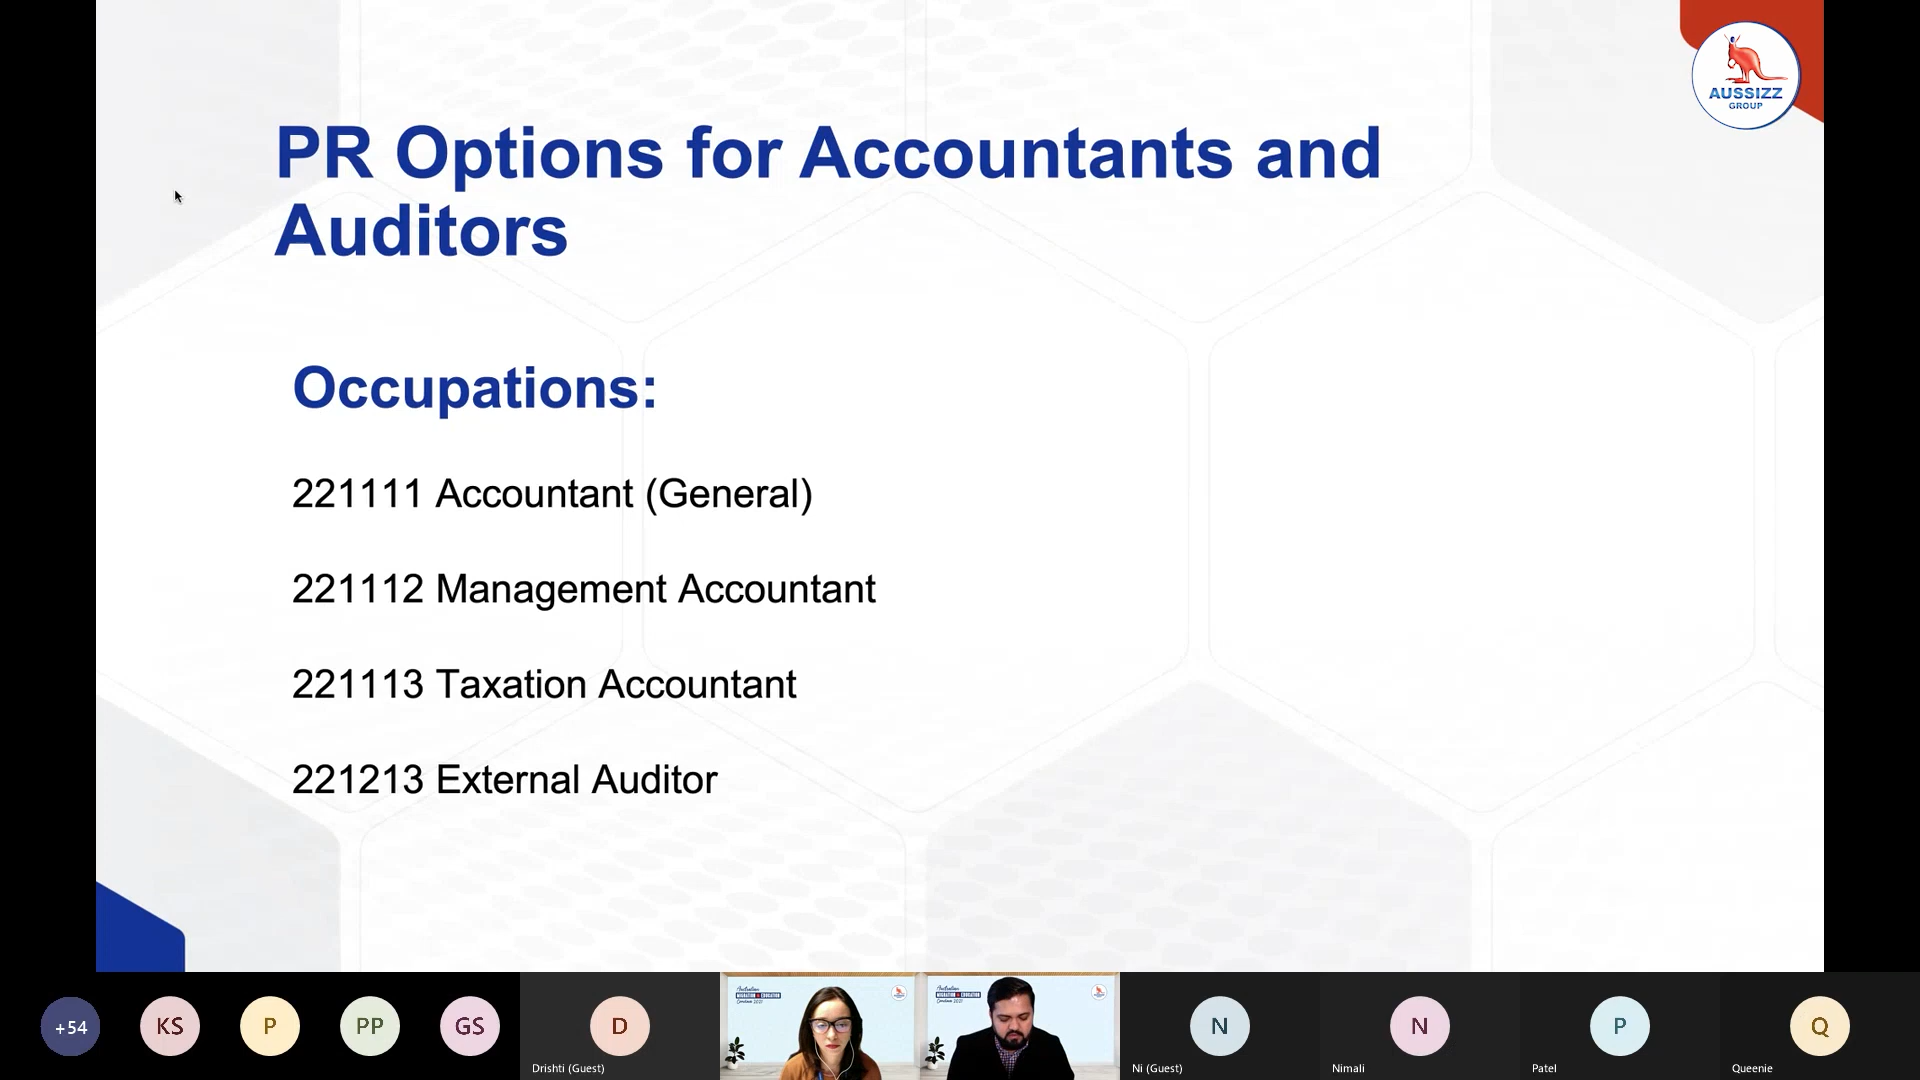 AUSSIZZ
GROUP
PR Options for Accountants and
Auditors
Occupations:
221111 Accountant (General)
221112 Management Accountant
221113 Taxation Accountant
221213 External Auditor
+54
KS
P
PP
GS
D
Drishti (Guest)
N
Ni (Guest)
N
Nimali
P
Patel
Q
Queenie